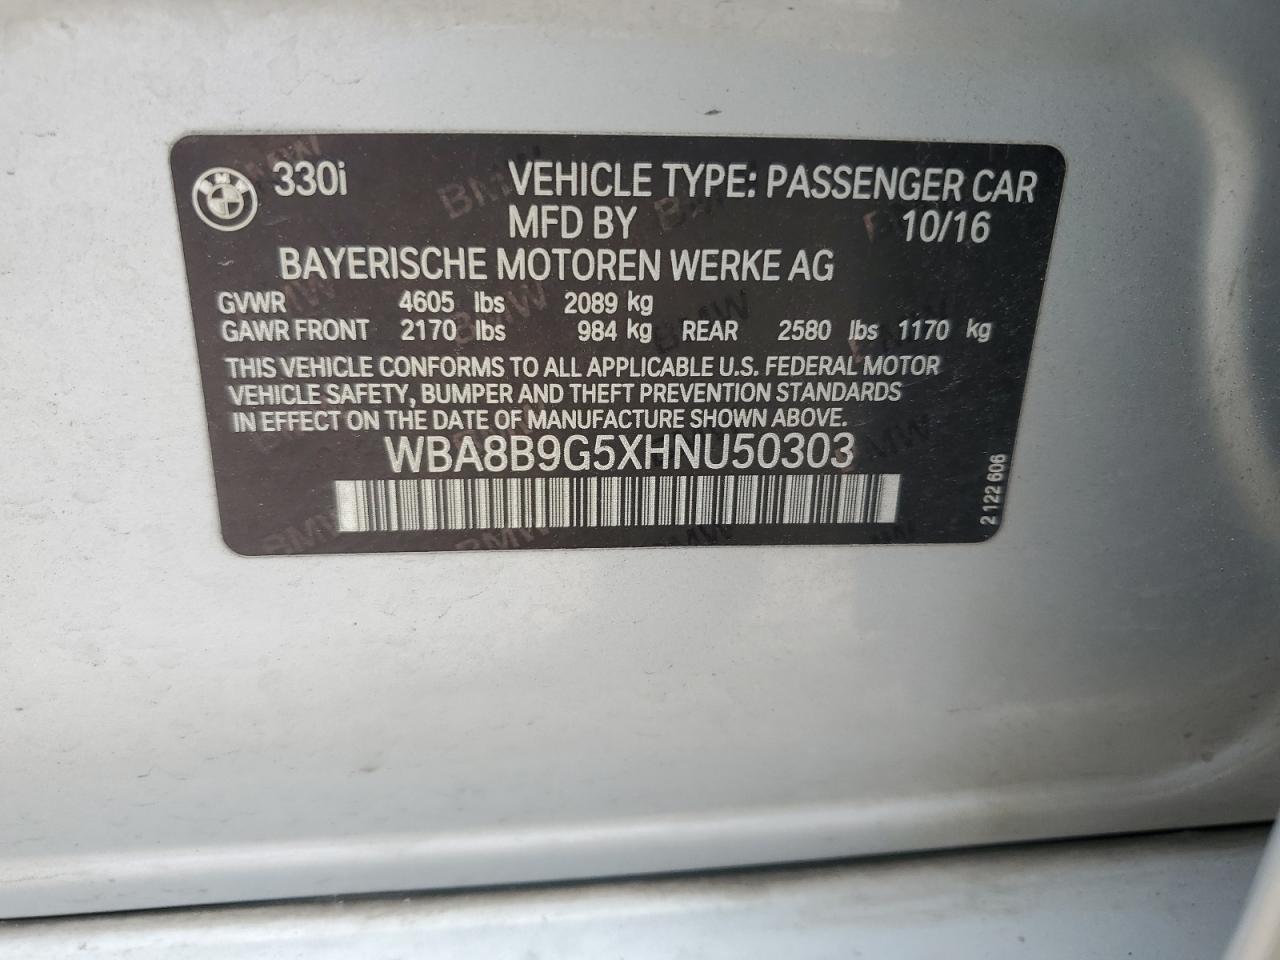 BMW 330i VEHICLE TYPE: PASSENGER CAR
MFD BY 10/16
BAYERISCHE MOTOREN WERKE AG
GVWR 4605 lbs 2089 kg
GAWR FRONT 2170 lbs 984 kg REAR 2580 lbs 1170 kg
THIS VEHICLE CONFORMS TO ALL APPLICABLE U.S. FEDERAL MOTOR
VEHICLE SAFETY, BUMPER AND THEFT PREVENTION STANDARDS
IN EFFECT ON THE DATE OF MANUFACTURE SHOWN ABOVE.
WBA8B9G5XHNU50303
2 122 606